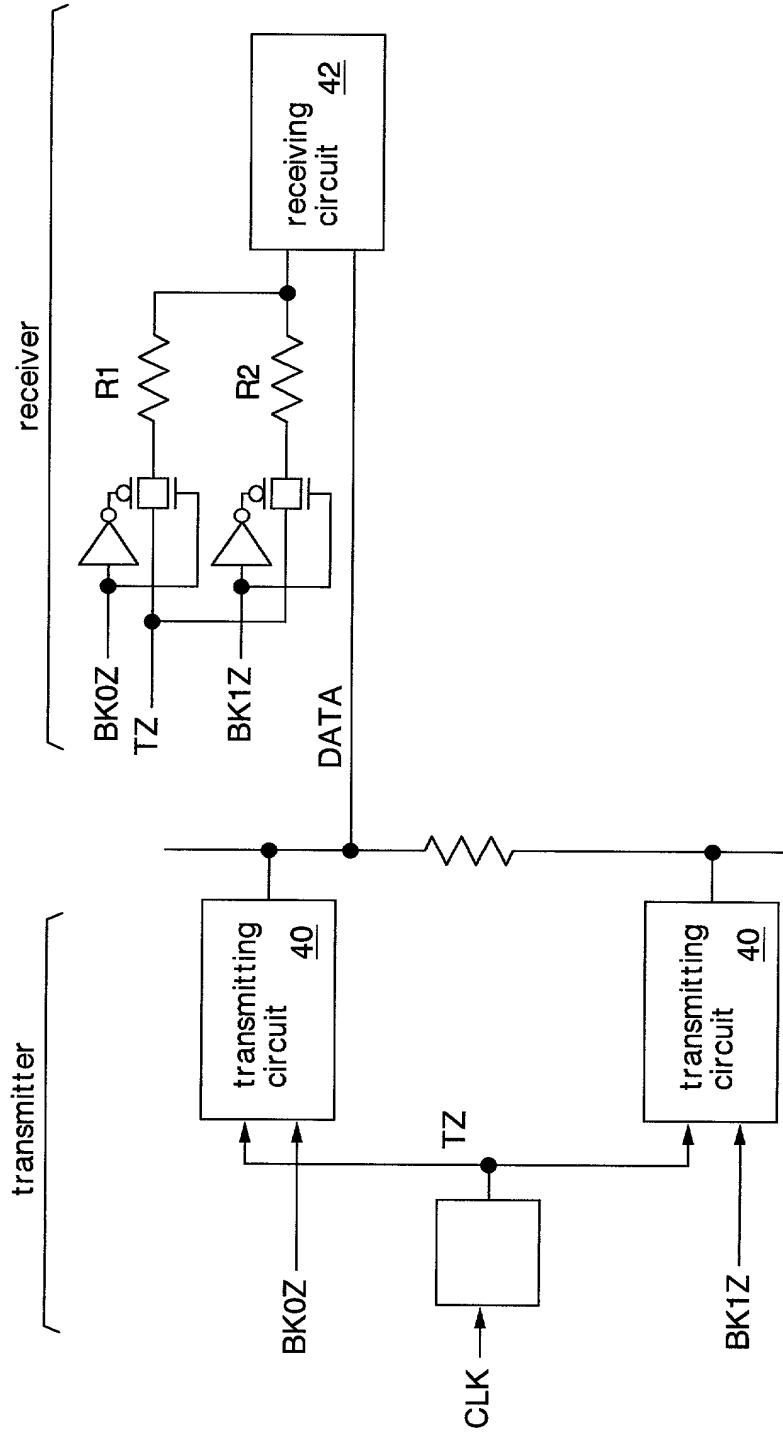 transmitter
receiver
BK0Z
CLK
BK1Z
TZ
transmitting
circuit
40
transmitting
circuit
40
DATA
BK0Z
TZ
BK1Z
R1
R2
receiving
circuit
42